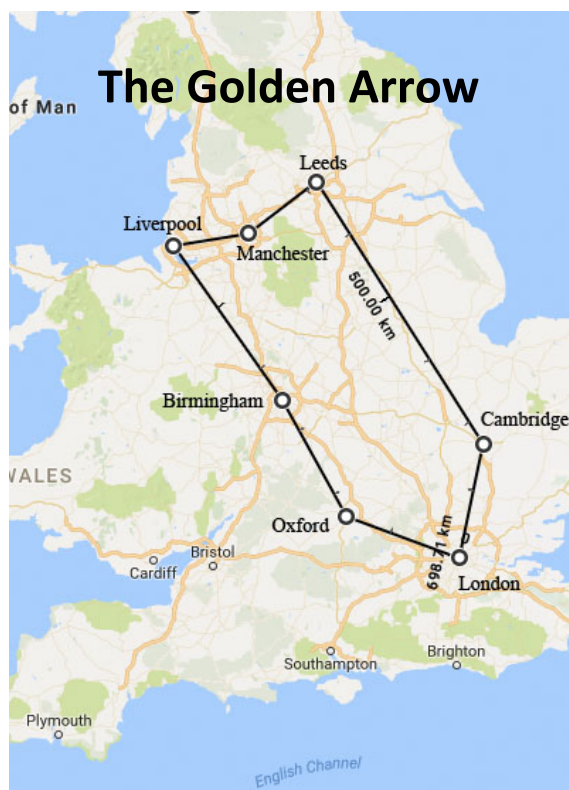 The Golden Arrow
of Man
Leeds
Liverpool
Manchester
500.00 km
Birmingham
Cambridge
WALES
Oxford
698.71 km
Bristol
Cardiff
London
Southampton
Brighton
Plymouth
English Channel